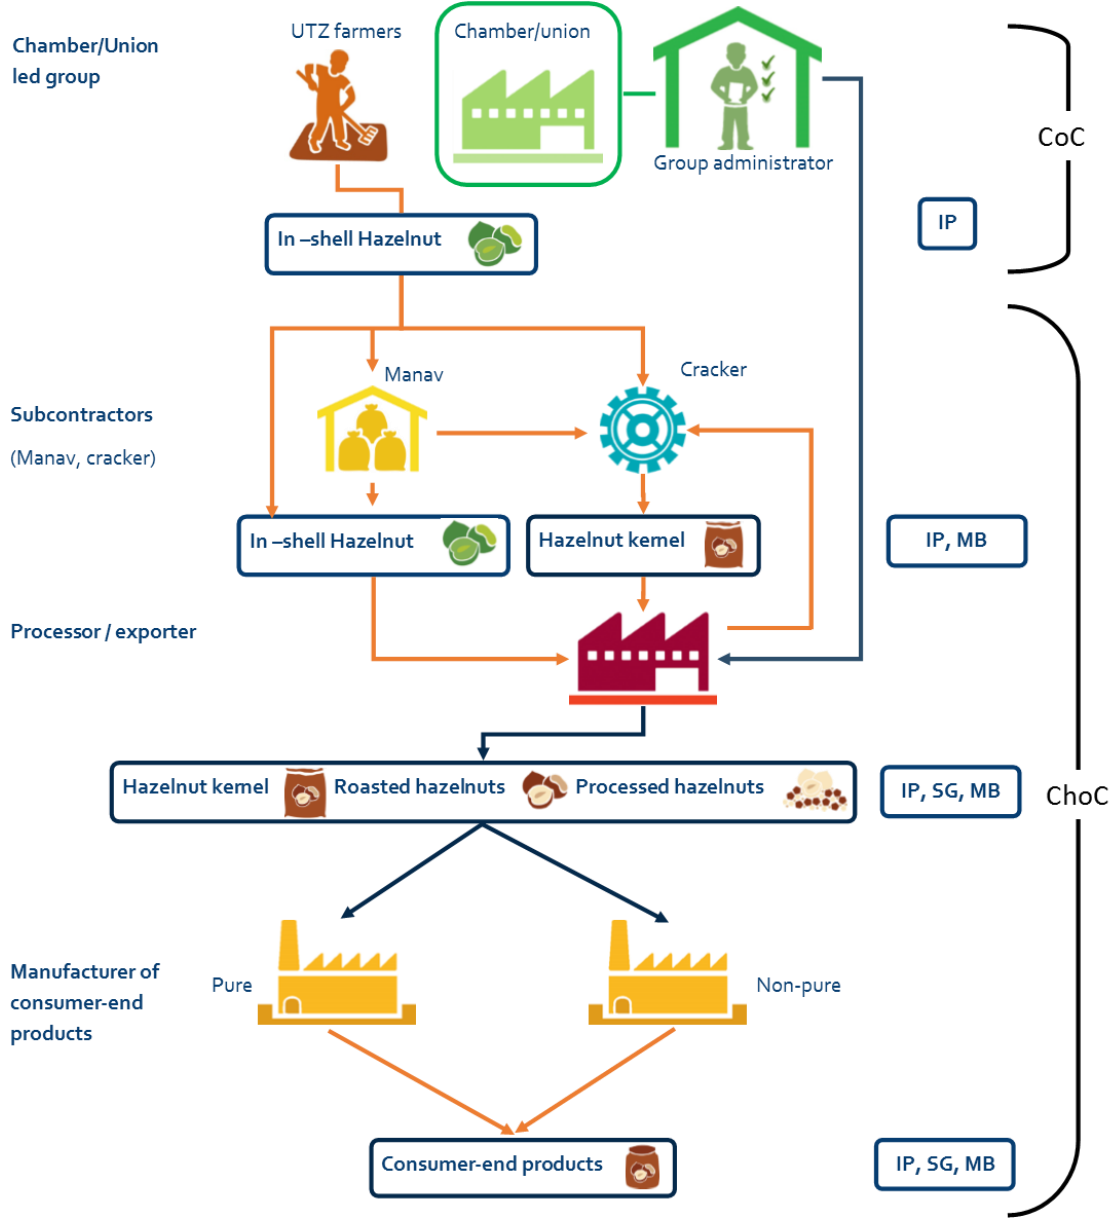 UTZ farmers
Chamber/union
Chamber/Union
led group
CoC
Group administrator
IP
In –shell Hazelnut
Manav
Cracker
Subcontractors
(Manav, cracker)
In –shell Hazelnut
Hazelnut kernel
IP, MB
Processor / exporter
Hazelnut kernel
Roasted hazelnuts
Processed hazelnuts
IP, SG, MB
ChoC
Manufacturer of
consumer-end
products
Pure
Non-pure
Consumer-end products
IP, SG, MB